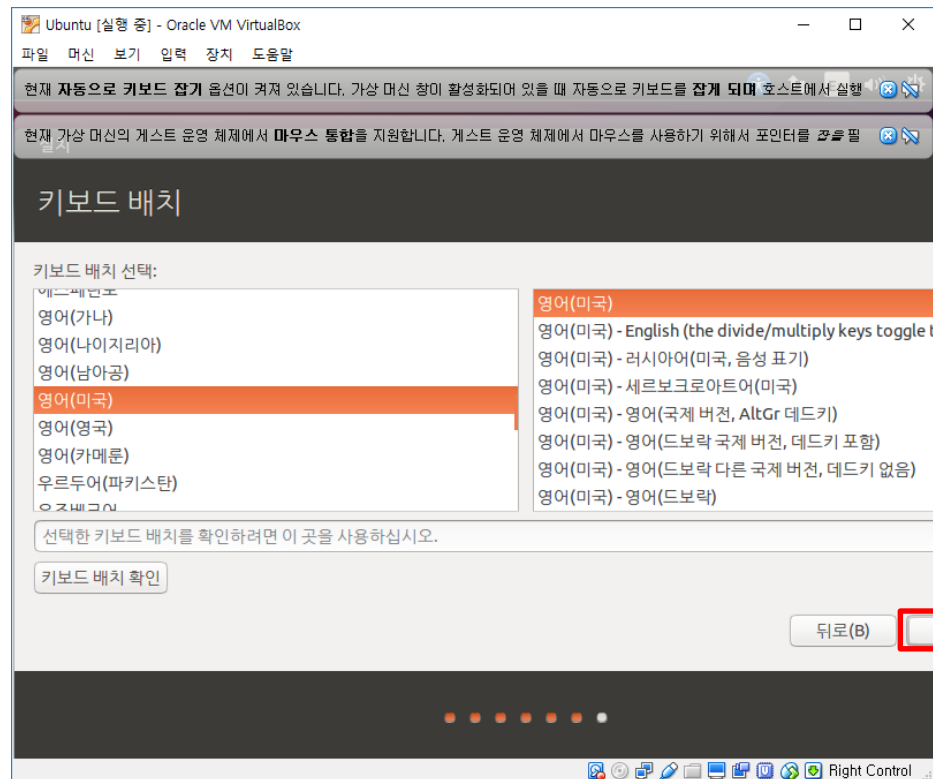 Ubuntu [실행 중] - Oracle VM VirtualBox
파일 머신 보기 입력 장치 도움말
현재 자동으로 키보드 잡기 옵션이 켜져 있습니다. 가상 머신 창이 활성화되어 있을 때 자동으로 키보드를 잡게 되며 호스트에서 실행
현재 가상 머신의 게스트 운영 체제에서 마우스 통합을 지원합니다. 게스트 운영 체제에서 마우스를 사용하기 위해서 포인터를 잡을 필
설치
키보드 배치
키보드 배치 선택:
에스페란토
영어(가나)
영어(나이지리아)
영어(남아공)
영어(미국)
영어(영국)
영어(카메룬)
우르두어(파키스탄)
우즈베크어
영어(미국)
영어(미국) - English (the divide/multiply keys toggle t
영어(미국) - 러시아어(미국, 음성 표기)
영어(미국) - 세르보크로아트어(미국)
영어(미국) - 영어(국제 버전, AltGr 데드키)
영어(미국) - 영어(드보락 국제 버전, 데드키 포함)
영어(미국) - 영어(드보락 다른 국제 버전, 데드키 없음)
영어(미국) - 영어(드보락)
선택한 키보드 배치를 확인하려면 이 곳을 사용하십시오.
키보드 배치 확인
뒤로(B)
Right Control